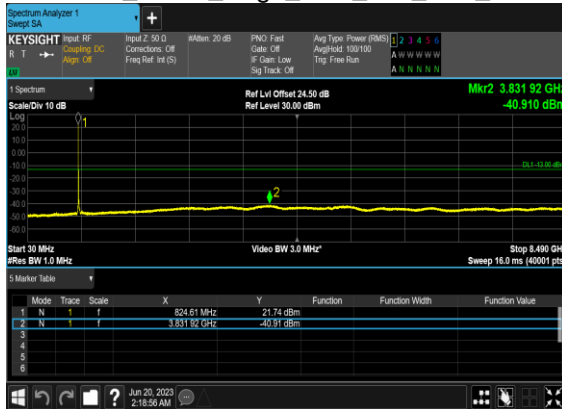 Spectrum Analyzer 1
Swept SA
+
KEYSIGHT Input: RF Input Z: 50 Ω #Atten: 20 dB PNO: Fast Avg Type: Power (RMS) 1 2 3 4 5 6
R T Coupling: DC Corrections: Off Gate: Off Avg|Hold: 100/100 A W W W W W
Align: Off Freq Ref: Int (S) IF Gain: Low Trig: Free Run
Sig Track: Off A N N N N N
1 Spectrum Ref Lvl Offset 24.50 dB Mkr2 3.831 92 GHz
Scale/Div 10 dB Ref Level 30.00 dBm -40.910 dBm
Log
20.0
10.0
0.00
-10.0
-20.0
-30.0
-40.0
-50.0
-60.0
1
2
DL1 -13.00 dBm
Start 30 MHz Video BW 3.0 MHz* Stop 8.490 GHz
#Res BW 1.0 MHz Sweep 16.0 ms (40001 pts)
5 Marker Table
Mode Trace Scale X Y Function Function Width Function Value
1 N 1 f 824.61 MHz 21.74 dBm
2 N 1 f 3.831 92 GHz -40.91 dBm
3
4
5
6
? Jun 20, 2023
2:18:56 AM